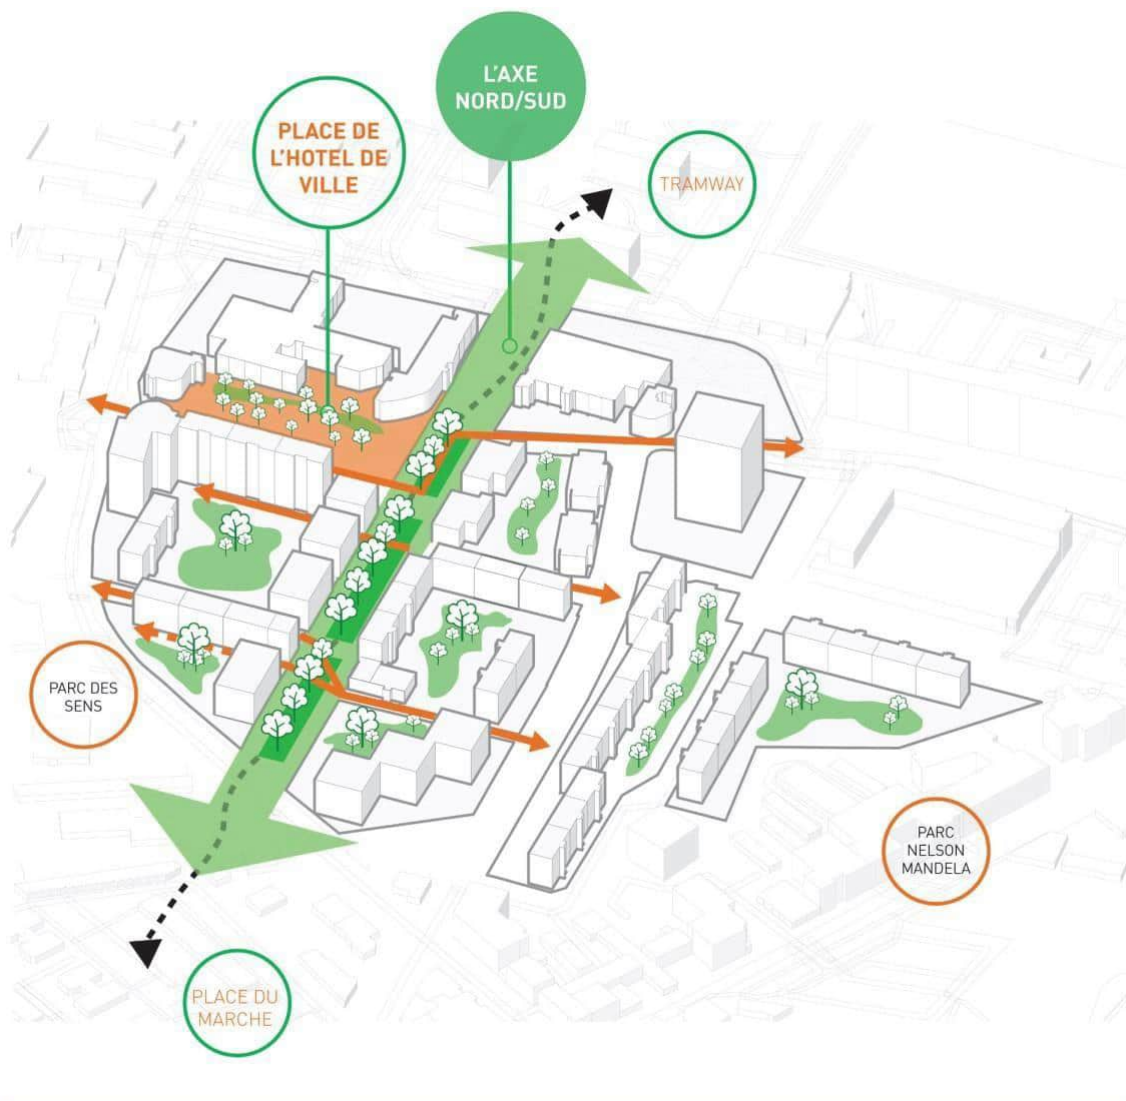 L'AXE
NORD/SUD
PLACE DE
L'HOTEL DE
VILLE
TRAMWAY
PARC DES
SENS
PARC
NELSON
MANDELA
PLACE DU
MARCHE